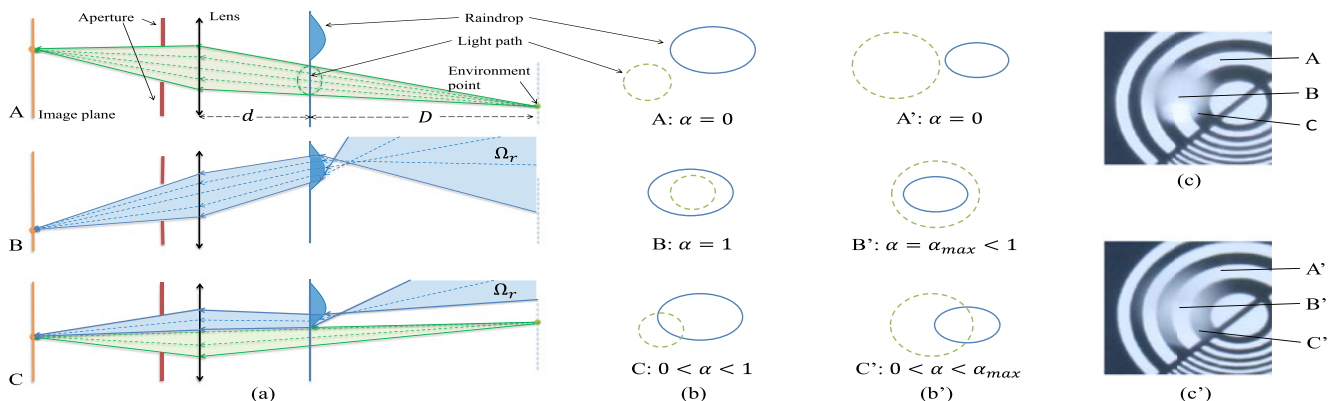 Aperture
Lens
Raindrop
Light path
Environment
point
A
Image plane
d
D
B
Ωr
C
Ωr
(a)
A: α = 0
B: α = 1
C: 0 < α < 1
(b)
A’: α = 0
B’: α = αmax < 1
C’: 0 < α < αmax
(b’)
A
B
C
(c)
A’
B’
C’
(c’)